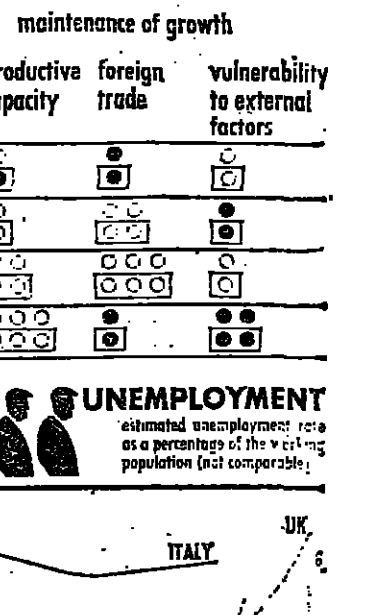 maintenance of growth
roductive foreign vulnerability
pacity trade to external
factors
UNEMPLOYMENT
estimated unemployment rate
as a percentage of the working
population (not comparable)
UK
ITALY
6